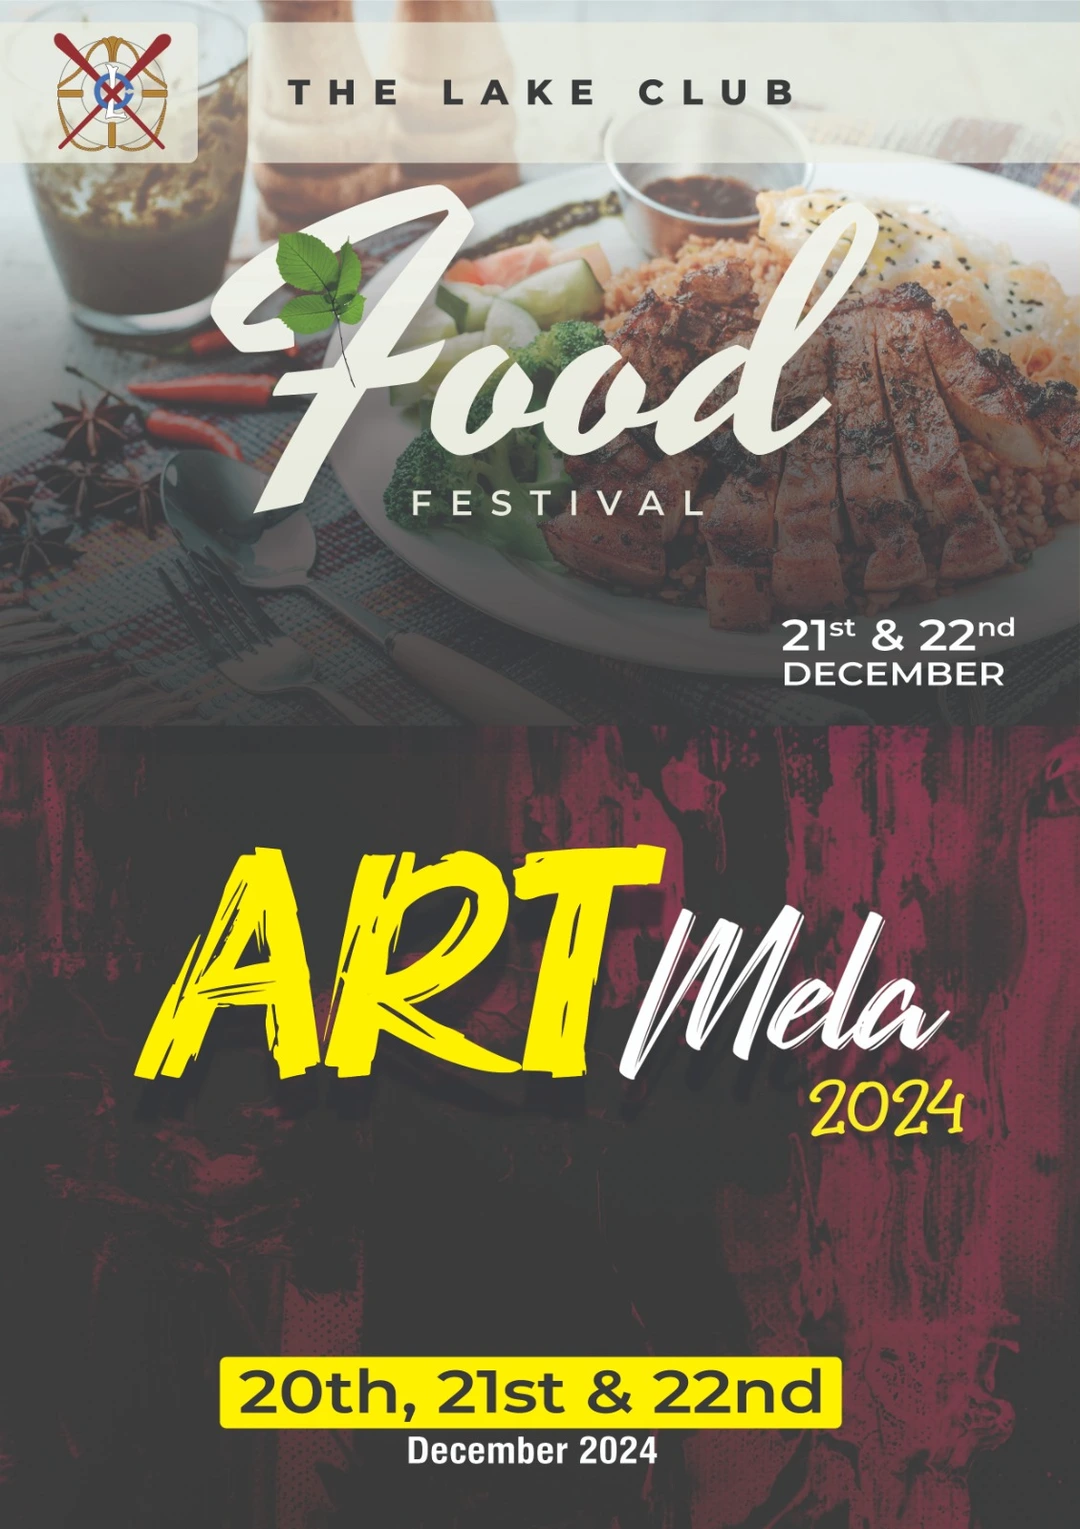 THE LAKE CLUB
Food
FESTIVAL
21st & 22nd
DECEMBER
ART Mela
2024
20th, 21st & 22nd
December 2024